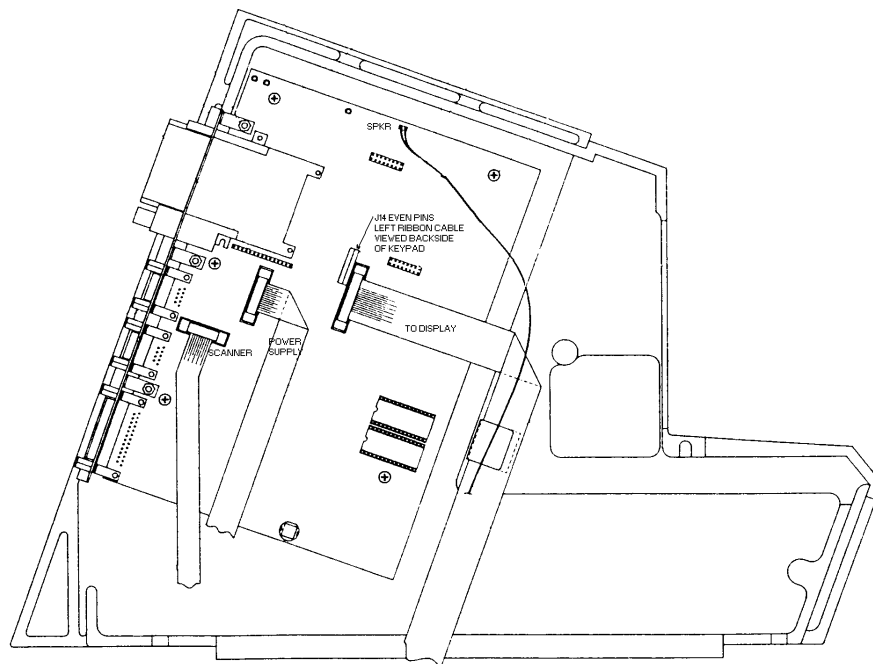 SPKR
J14 EVEN PINS
LEFT RIBBON CABLE
VIEWED BACKSIDE
OF KEYPAD
TO DISPLAY
POWER
SUPPLY
SCANNER